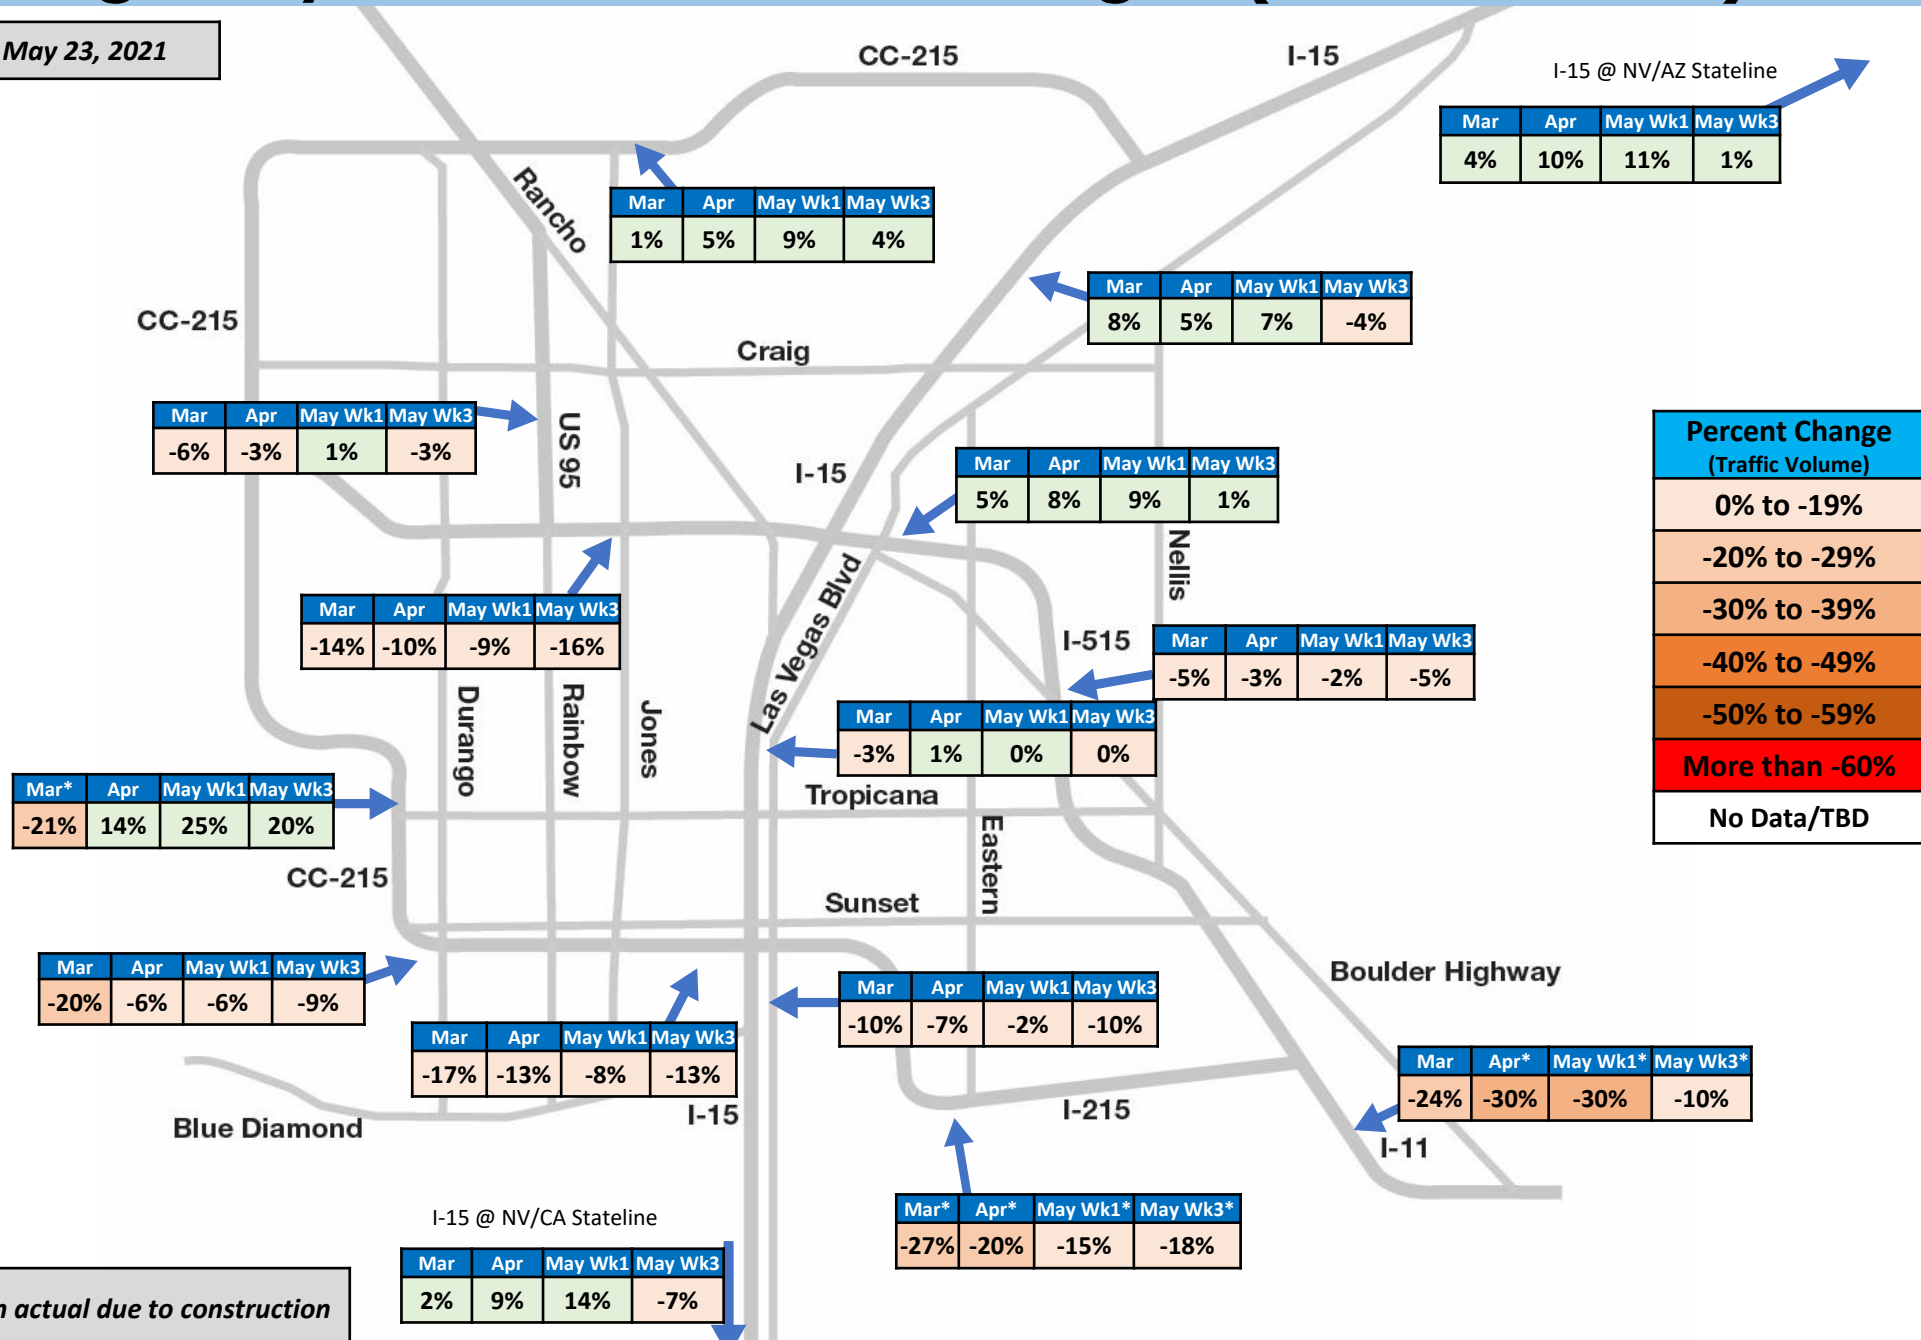 May 23, 2021
CC-215
I-15
I-15 @ NV/AZ Stateline
Mar Apr May Wk1 May Wk3
4% 10% 11% 1%
Rancho
Mar Apr May Wk1 May Wk3
1% 5% 9% 4%
Mar Apr May Wk1 May Wk3
8% 5% 7% -4%
CC-215
Craig
Mar Apr May Wk1 May Wk3
-6% -3% 1% -3%
US 95
I-15
Mar Apr May Wk1 May Wk3
5% 8% 9% 1%
Percent Change
(Traffic Volume)
0% to -19%
-20% to -29%
-30% to -39%
-40% to -49%
-50% to -59%
More than -60%
No Data/TBD
Nellis
Las Vegas Blvd
Mar Apr May Wk1 May Wk3
-14% -10% -9% -16%
I-515
Mar Apr May Wk1 May Wk3
-5% -3% -2% -5%
Durango
Rainbow
Jones
Mar Apr May Wk1 May Wk3
-3% 1% 0% 0%
Tropicana
Mar* Apr May Wk1 May Wk3
-21% 14% 25% 20%
CC-215
Eastern
Sunset
Mar Apr May Wk1 May Wk3
-20% -6% -6% -9%
Boulder Highway
Mar Apr May Wk1 May Wk3
-10% -7% -2% -10%
Mar Apr May Wk1 May Wk3
-17% -13% -8% -13%
Mar Apr* May Wk1* May Wk3*
-24% -30% -30% -10%
I-15
I-215
Blue Diamond
I-11
Mar* Apr* May Wk1* May Wk3*
-27% -20% -15% -18%
I-15 @ NV/CA Stateline
Mar Apr May Wk1 May Wk3
2% 9% 14% -7%
actual due to construction